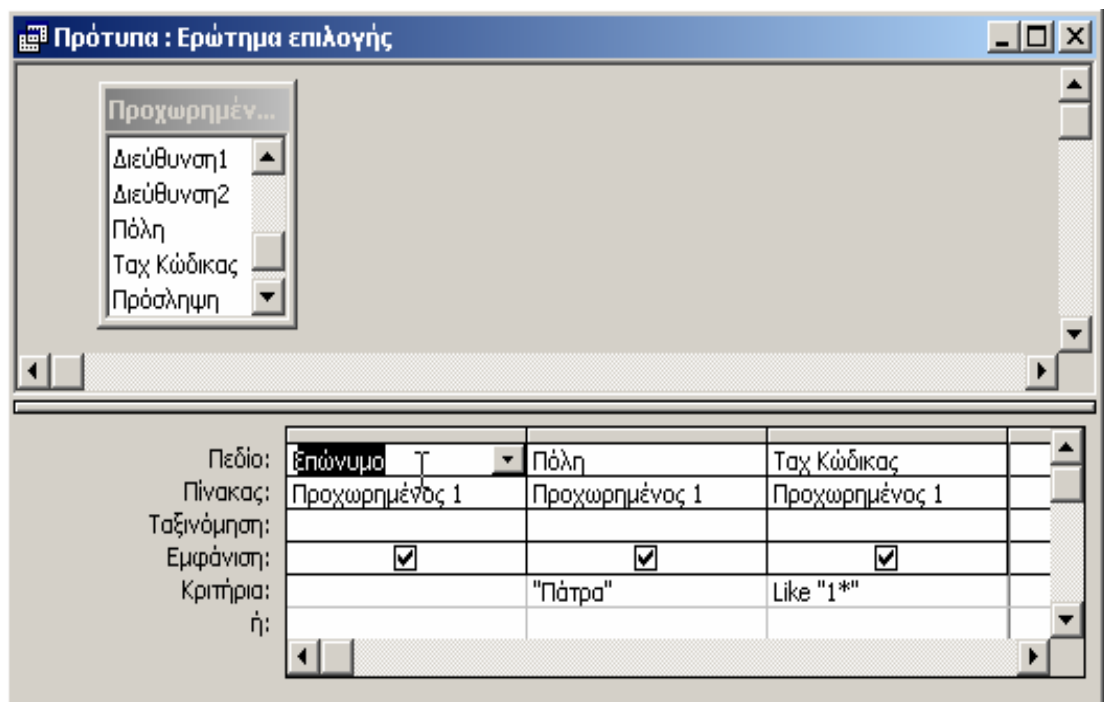 Πρότυπα : Ερώτημα επιλογής
Προχωρημέν...
Διεύθυνση1
Διεύθυνση2
Πόλη
Ταχ Κώδικας
Πρόσληψη
Πεδίο: Επώνυμο Πόλη Ταχ Κώδικας
Πίνακας: Προχωρημένος 1 Προχωρημένος 1 Προχωρημένος 1
Ταξινόμηση:
Εμφάνιση:
Κριτήρια: "Πάτρα" Like "1*"
ή: